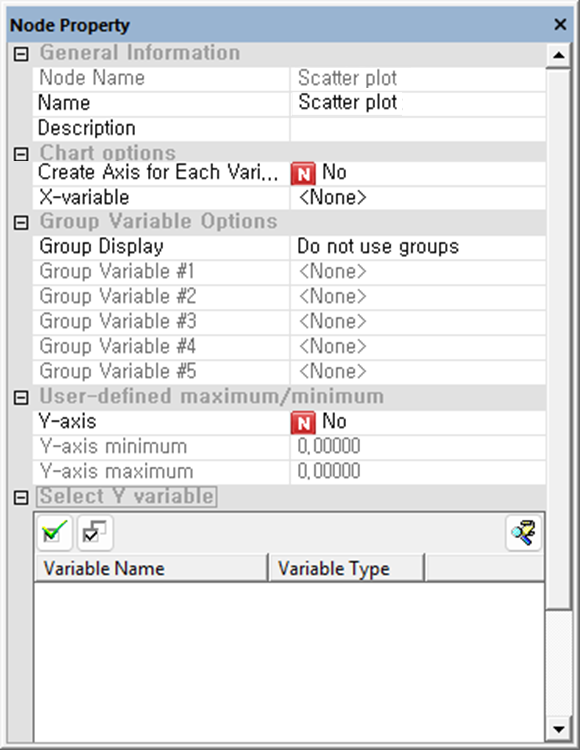 Node Property
General Information
Node Name Scatter plot
Name Scatter plot
Description
Chart options
Create Axis for Each Vari... N No
X-variable <None>
Group Variable Options
Group Display Do not use groups
Group Variable #1 <None>
Group Variable #2 <None>
Group Variable #3 <None>
Group Variable #4 <None>
Group Variable #5 <None>
User-defined maximum/minimum
Y-axis N No
Y-axis minimum 0,00000
Y-axis maximum 0,00000
Select Y variable
Variable Name Variable Type